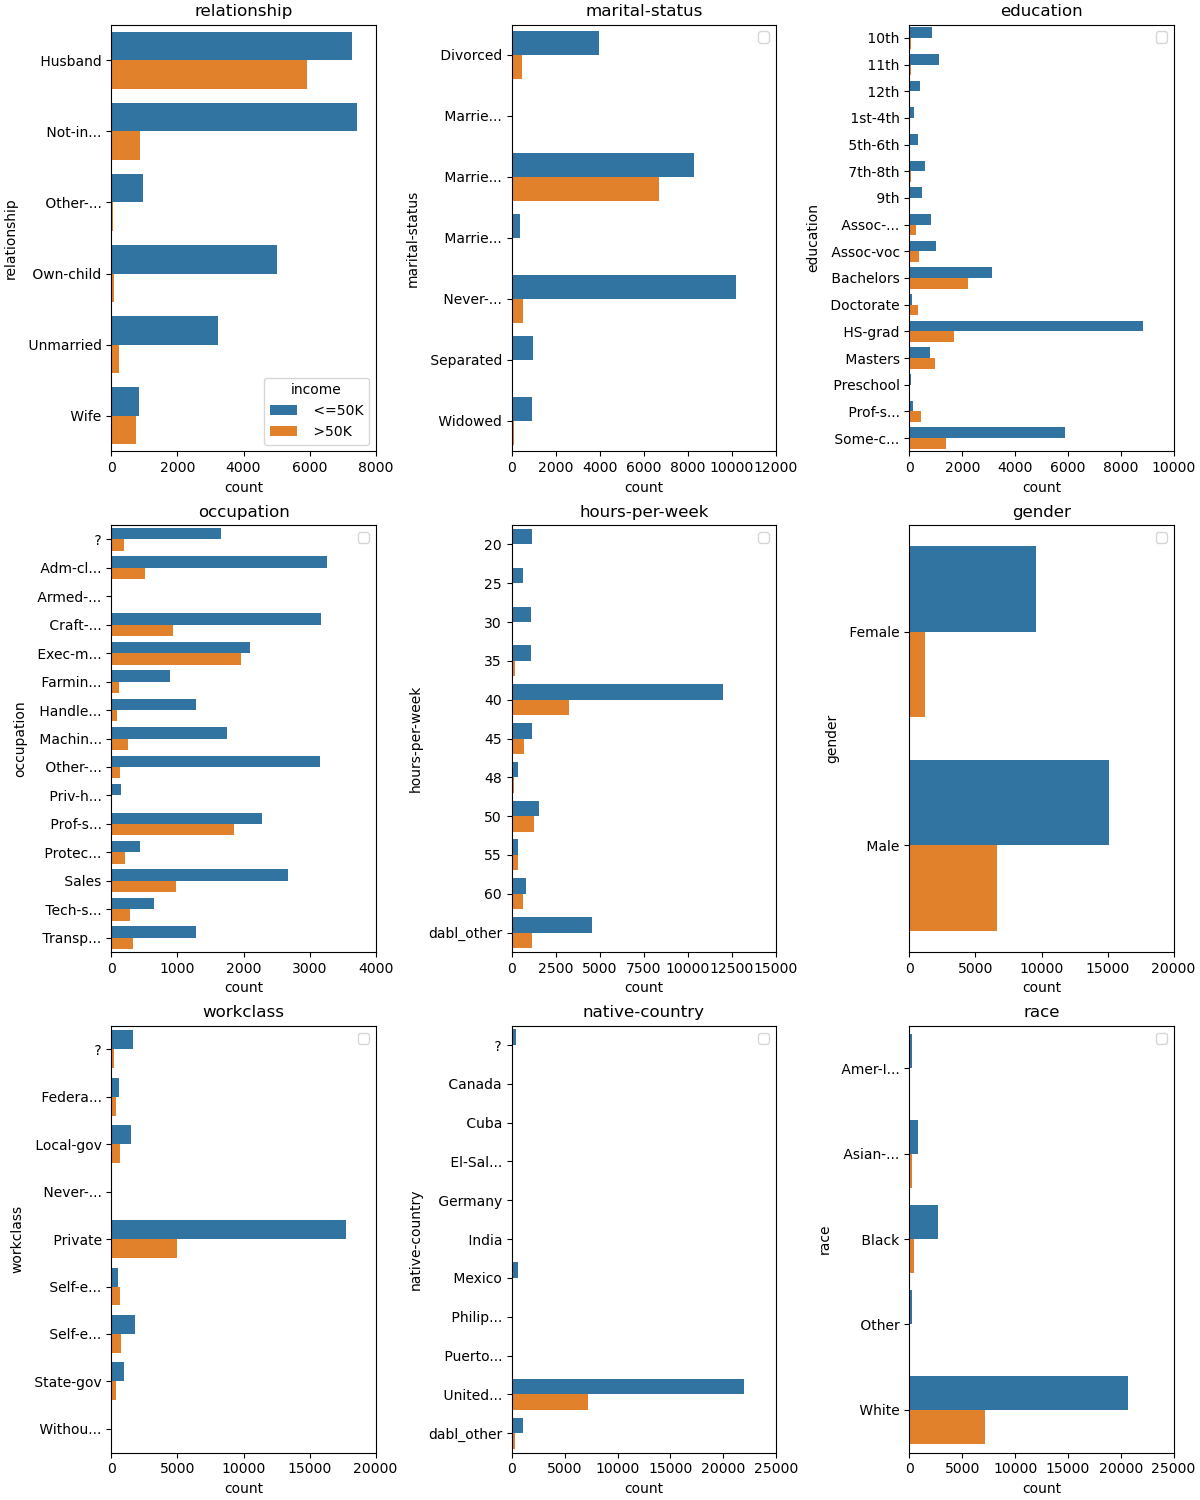 relationship
relationship
Husband
Not-in...
Other-...
Own-child
Unmarried
Wife
income
<=50K
>50K
0 2000 4000 6000 8000
count
marital-status
marital-status
Divorced
Marrie...
Marrie...
Marrie...
Never-...
Separated
Widowed
0 2000 4000 6000 8000 10000 12000
count
education
education
10th
11th
12th
1st-4th
5th-6th
7th-8th
9th
Assoc-...
Assoc-voc
Bachelors
Doctorate
HS-grad
Masters
Preschool
Prof-s...
Some-c...
0 2000 4000 6000 8000 10000
count
occupation
occupation
?
Adm-cl...
Armed-...
Craft-...
Exec-m...
Farmin...
Handle...
Machin...
Other-...
Priv-h...
Prof-s...
Protec...
Sales
Tech-s...
Transp...
0 1000 2000 3000 4000
count
hours-per-week
hours-per-week
20
25
30
35
40
45
48
50
55
60
dabl_other
0 2500 5000 7500 10000 12500 15000
count
gender
gender
Female
Male
0 5000 10000 15000 20000
count
workclass
workclass
?
Federa...
Local-gov
Never-...
Private
Self-e...
Self-e...
State-gov
Withou...
0 5000 10000 15000 20000
count
native-country
native-country
?
Canada
Cuba
El-Sal...
Germany
India
Mexico
Philip...
Puerto...
United...
dabl_other
0 5000 10000 15000 20000 25000
count
race
race
Amer-I...
Asian-...
Black
Other
White
0 5000 10000 15000 20000 25000
count